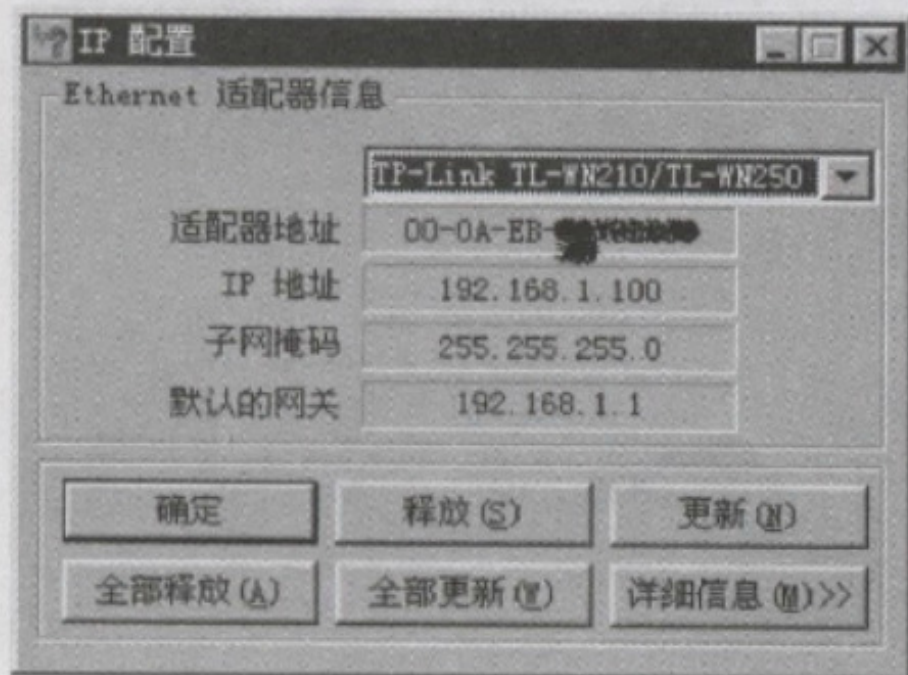 IP 配置
Ethernet 适配器信息
TP-Link TL-WN210/TL-WN250
适配器地址 00-0A-EB-
IP 地址 192.168.1.100
子网掩码 255.255.255.0
默认的网关 192.168.1.1
确定 释放(S) 更新(N)
全部释放(A) 全部更新(W) 详细信息(M)>>